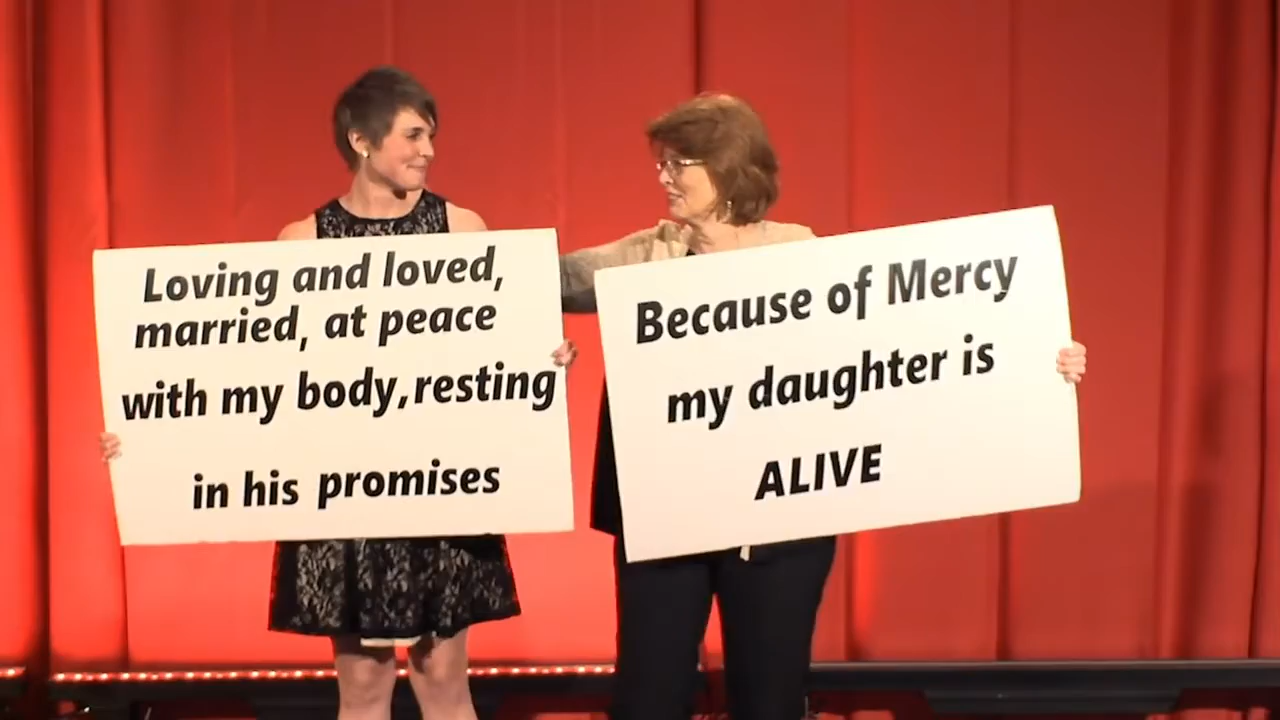 Loving and loved,
married, at peace
with my body, resting
in his promises
Because of Mercy
my daughter is
ALIVE